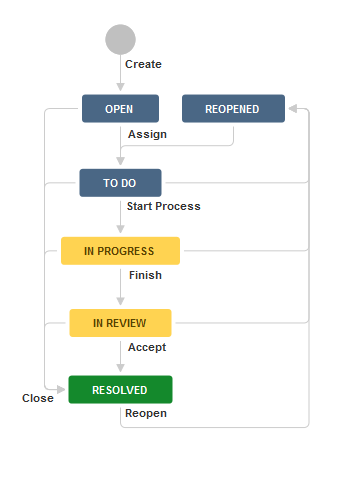 Create
OPEN
REOPENED
Assign
TO DO
Start Process
IN PROGRESS
Finish
IN REVIEW
Accept
RESOLVED
Close
Reopen